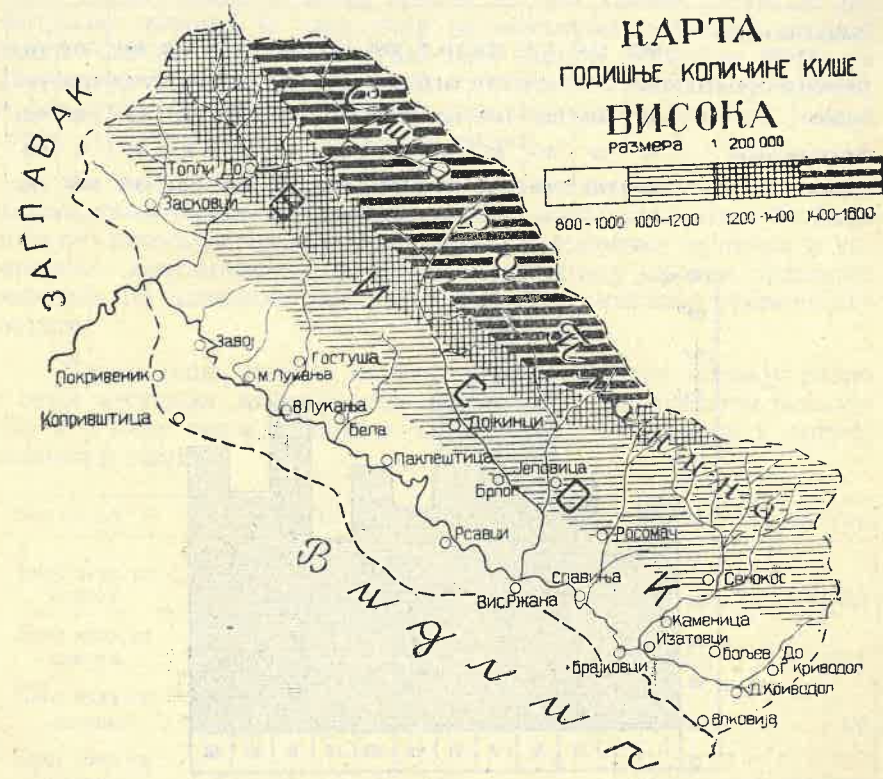 КАРТА
ГОДИШЊЕ КОЛИЧИНЕ КИШЕ
ВИСОКА
размера 1 200 000
800-1000 1000-1200 1200-1400 1400-1600
ЗАПЛАВАК
Топли До
Засковци
Завој
Гостуша
Покривеник
М.Лукања
Копривштица
В.Лукања
Бела
Дојкинци
Паклештица
Јеловица
Брлог
Рсавци
Росомач
Вис.Ржана
Славиња
Сенокос
Каменица
Изатовци
Брајковци
Бољев До
Г Криводол
Д.Криводол
Влковија
Видлич